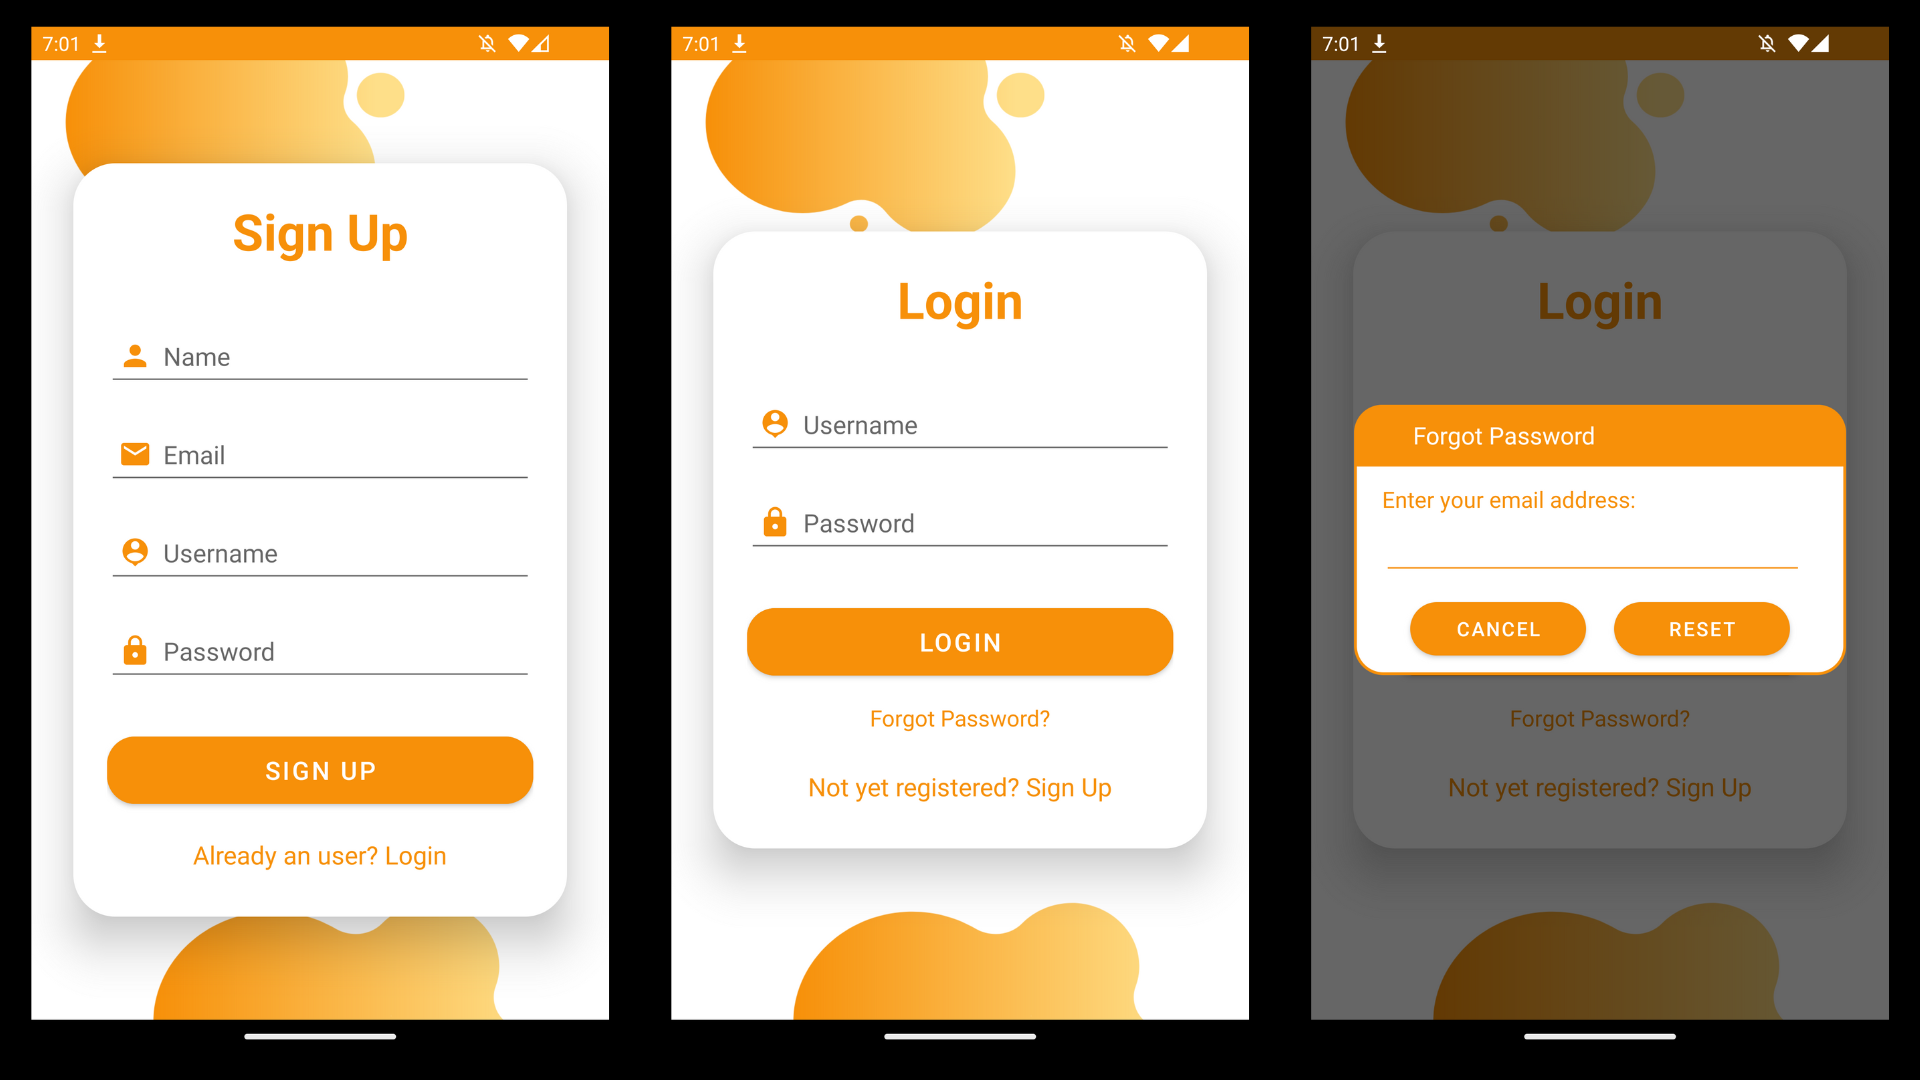 7:01
Sign Up
Name
Email
Username
Password
SIGN UP
Already an user? Login
7:01
Login
Username
Password
LOGIN
Forgot Password?
Not yet registered? Sign Up
7:01
Login
Forgot Password
Enter your email address:
CANCEL RESET
Forgot Password?
Not yet registered? Sign Up